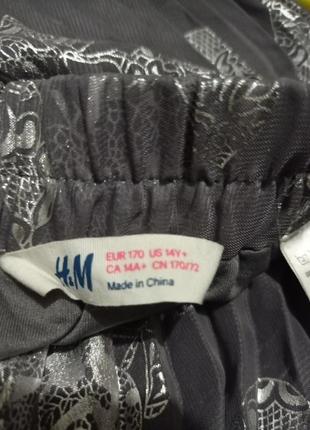 H&M
EUR 170 US 14Y+
CA 14A+ CN 170/72
Made in China